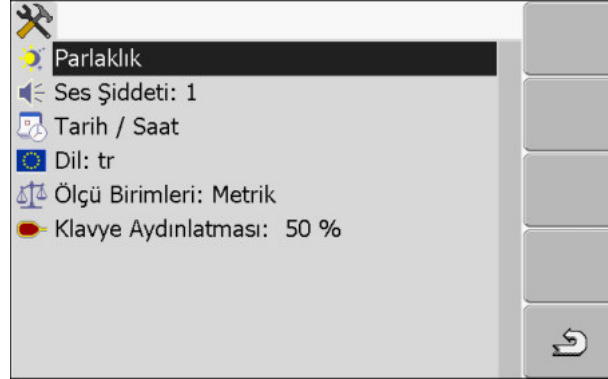 Parlaklık
Ses Şiddeti: 1
Tarih / Saat
Dil: tr
Ölçü Birimleri: Metrik
Klavye Aydınlatması: 50 %